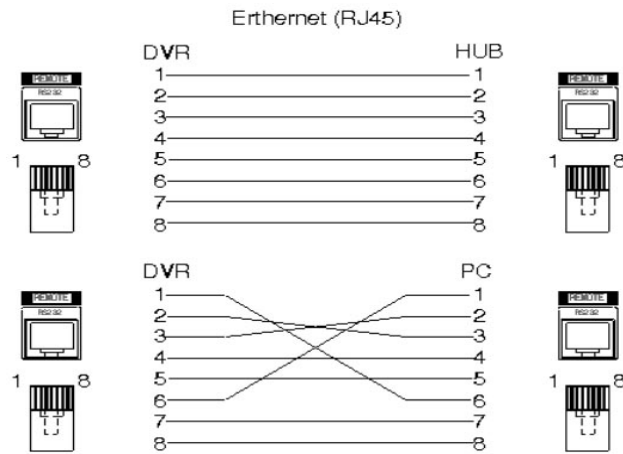 Erthernet (RJ45)
DVR HUB
REMOTE 1 1 REMOTE
RS232 2 2 RS232
3 3
4 4
1 8 5 5 1 8
6 6
7 7
8 8
DVR PC
REMOTE 1 1 REMOTE
RS232 2 2 RS232
3 3
4 4
1 8 5 5 1 8
6 6
7 7
8 8